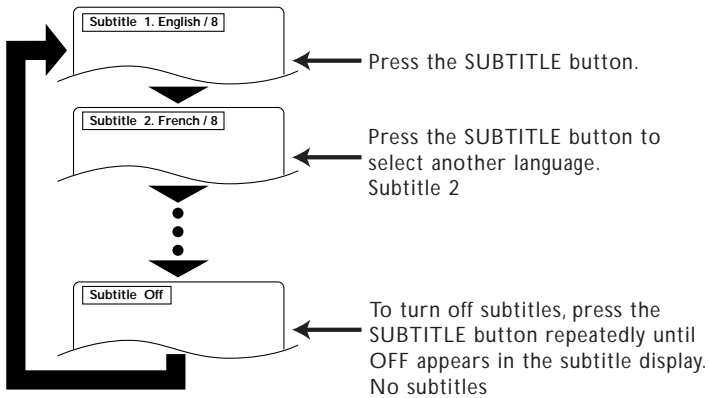 Subtitle 1. English / 8
Press the SUBTITLE button.
Subtitle 2. French / 8
Press the SUBTITLE button to
select another language.
Subtitle 2
Subtitle Off
To turn off subtitles, press the
SUBTITLE button repeatedly until
OFF appears in the subtitle display.
No subtitles